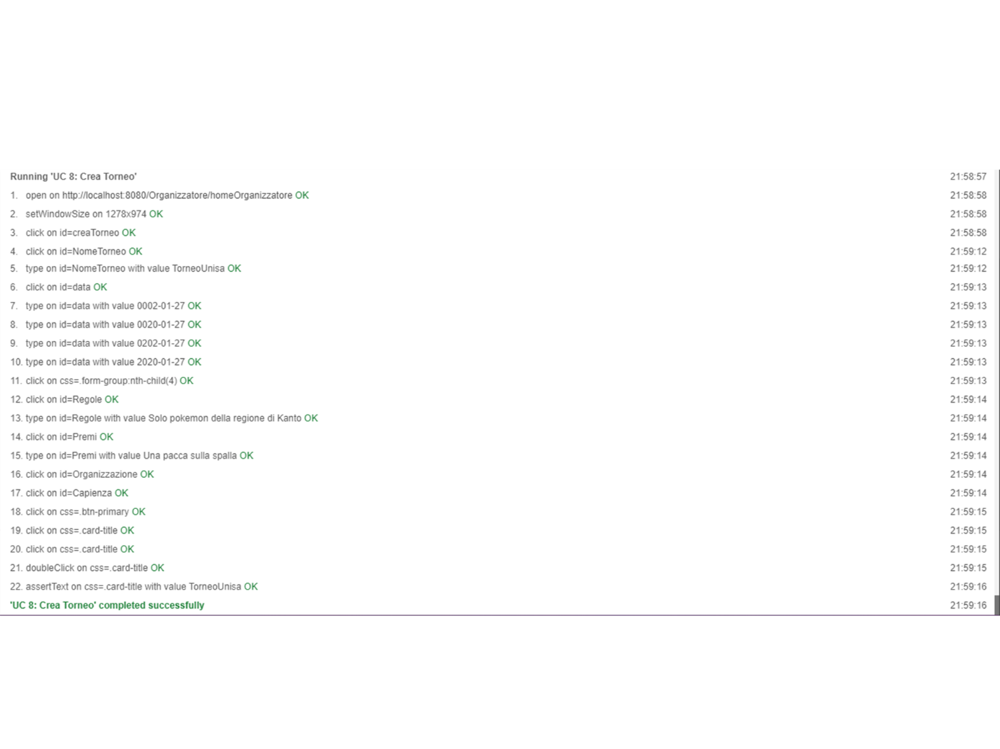 Running 'UC 8: Crea Torneo' 21:58:57
1. open on http://localhost:8080/Organizzatore/homeOrganizzatore OK 21:58:58
2. setWindowSize on 1278x974 OK 21:58:58
3. click on id=creaTorneo OK 21:58:58
4. click on id=NomeTorneo OK 21:59:12
5. type on id=NomeTorneo with value TorneoUnisa OK 21:59:12
6. click on id=data OK 21:59:13
7. type on id=data with value 0002-01-27 OK 21:59:13
8. type on id=data with value 0020-01-27 OK 21:59:13
9. type on id=data with value 0202-01-27 OK 21:59:13
10. type on id=data with value 2020-01-27 OK 21:59:13
11. click on css=.form-group:nth-child(4) OK 21:59:13
12. click on id=Regole OK 21:59:14
13. type on id=Regole with value Solo pokemon della regione di Kanto OK 21:59:14
14. click on id=Premi OK 21:59:14
15. type on id=Premi with value Una pacca sulla spalla OK 21:59:14
16. click on id=Organizzazione OK 21:59:14
17. click on id=Capienza OK 21:59:14
18. click on css=.btn-primary OK 21:59:15
19. click on css=.card-title OK 21:59:15
20. click on css=.card-title OK 21:59:15
21. doubleClick on css=.card-title OK 21:59:15
22. assertText on css=.card-title with value TorneoUnisa OK 21:59:16
'UC 8: Crea Torneo' completed successfully 21:59:16